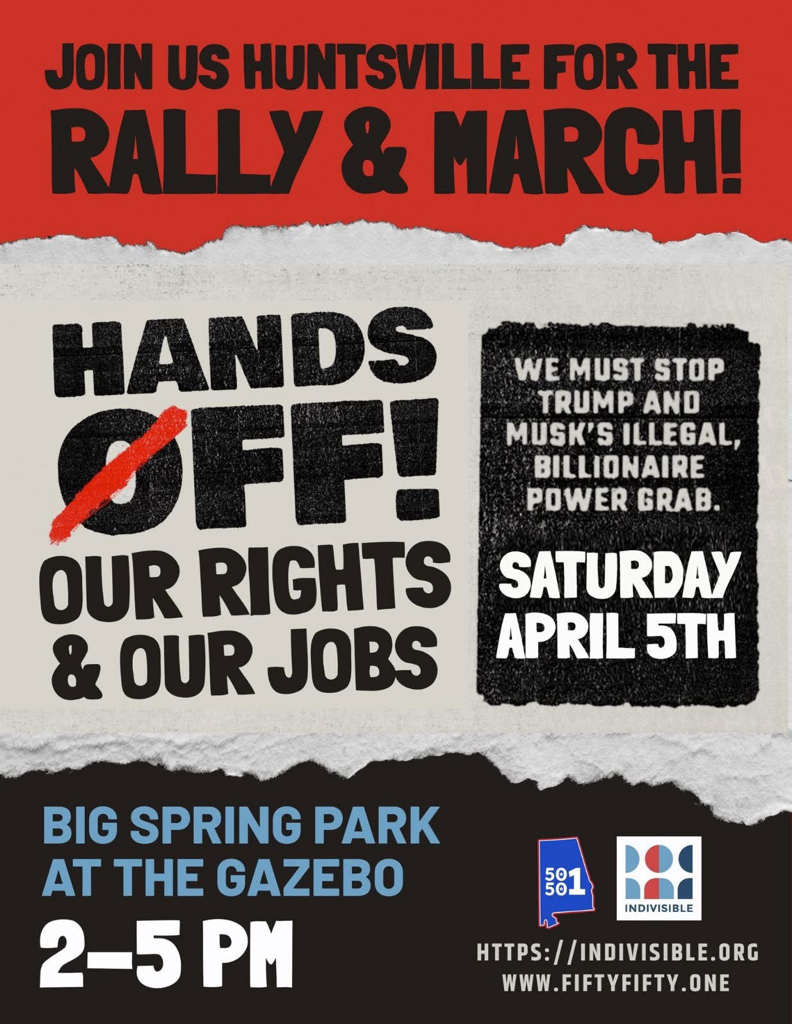 JOIN US HUNTSVILLE FOR THE
RALLY & MARCH!
HANDS
OFF!
OUR RIGHTS
& OUR JOBS
WE MUST STOP
TRUMP AND
MUSK'S ILLEGAL,
BILLIONAIRE
POWER GRAB.
SATURDAY
APRIL 5TH
BIG SPRING PARK
AT THE GAZEBO
2–5 PM
50
50
1
INDIVISIBLE
HTTPS://INDIVISIBLE.ORG
WWW.FIFTYFIFTY.ONE